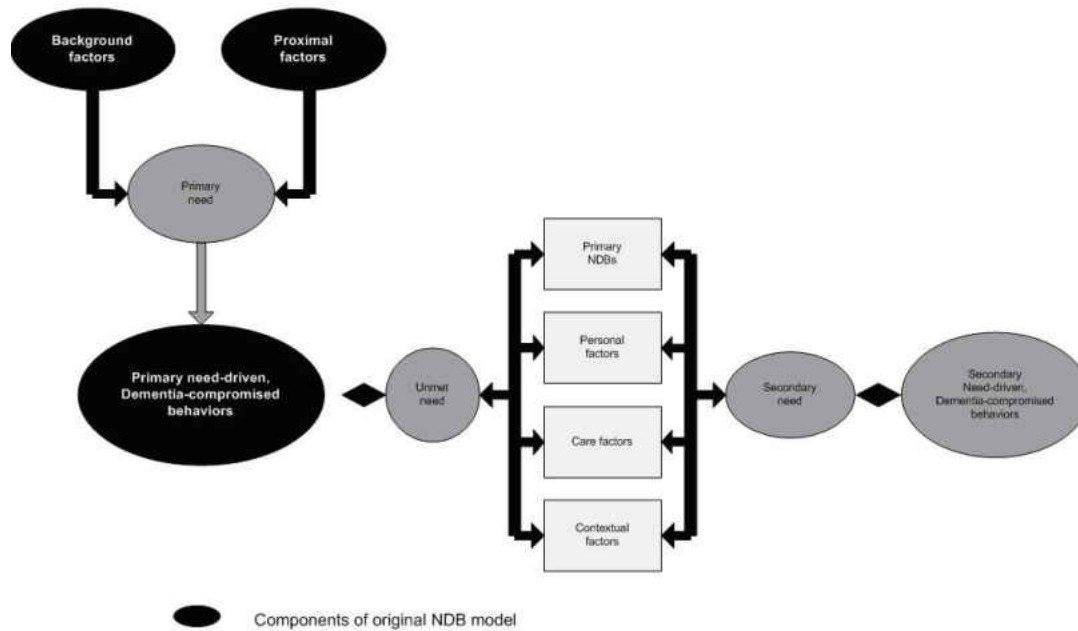 Background
factors
Proximal
factors
Primary
need
Primary need-driven,
Dementia-compromised
behaviors
Unmet
need
Primary
NDBs
Personal
factors
Care factors
Contextual
factors
Secondary
need
Secondary
Need-driven,
Dementia-compromised
behaviors
Components of original NDB model